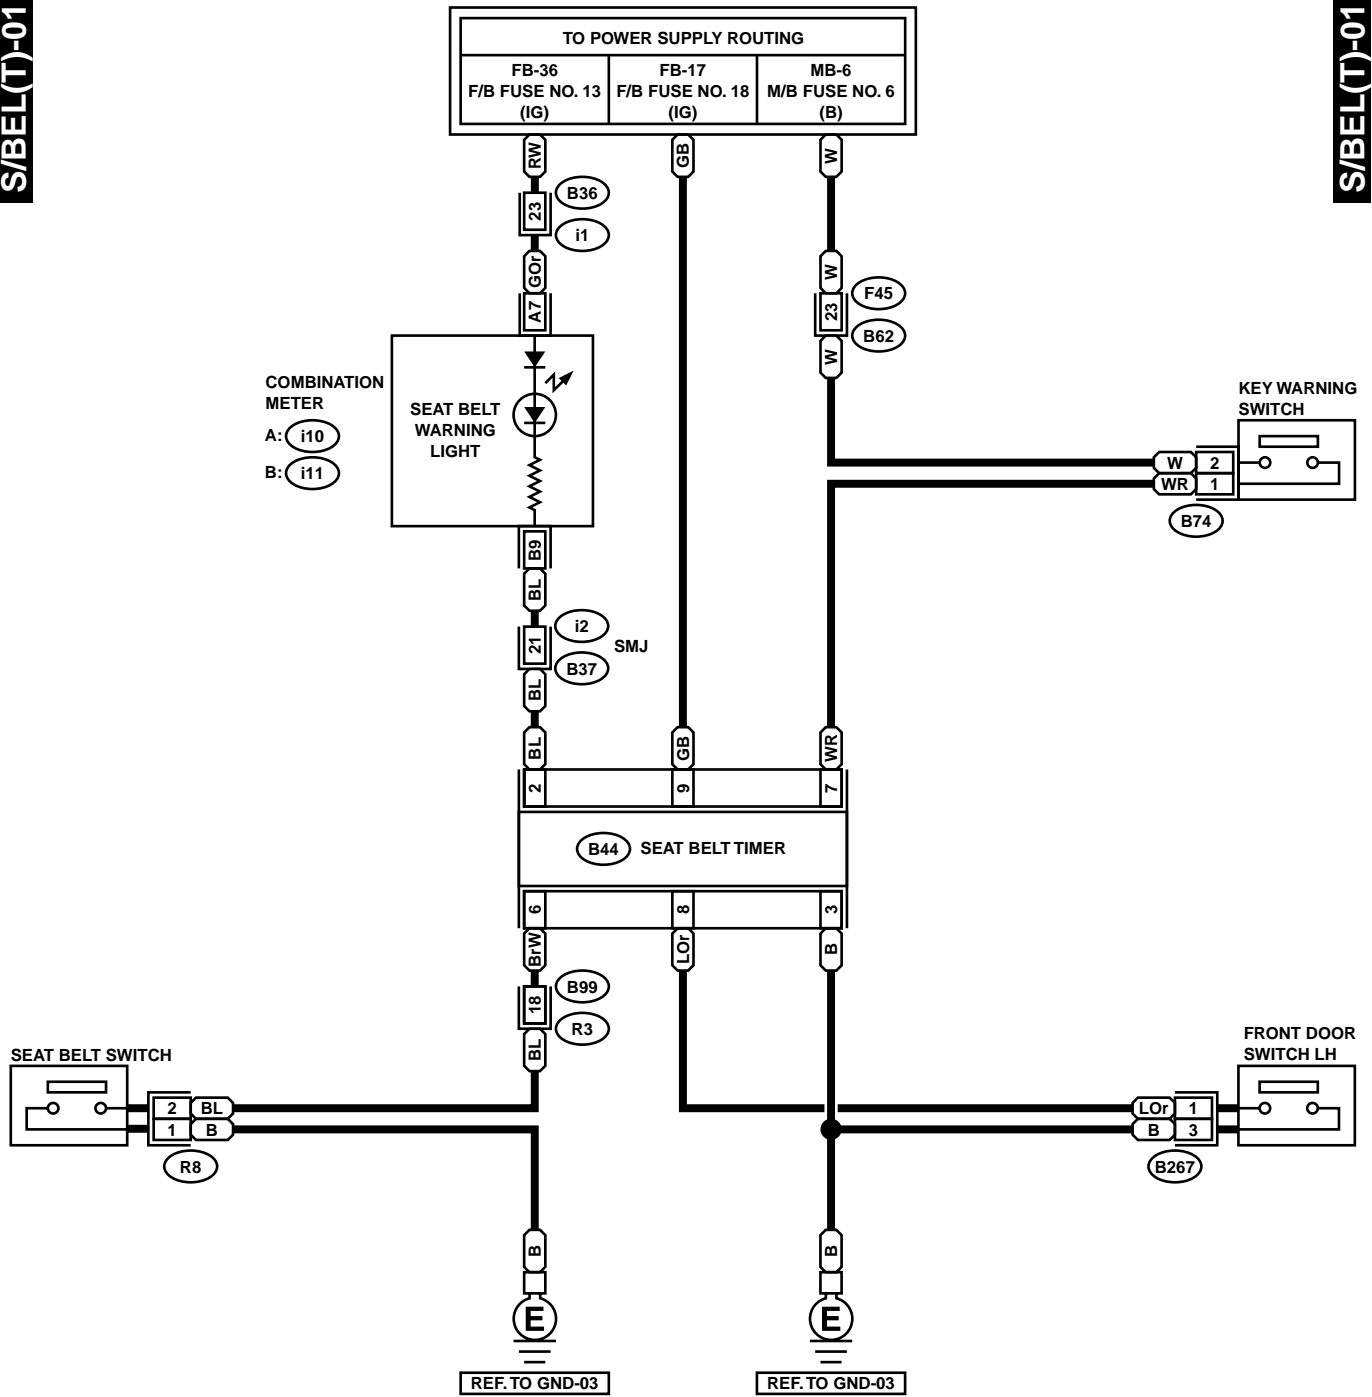 S/BEL(T)-01
S/BEL(T)-01
TO POWER SUPPLY ROUTING
FB-36
F/B FUSE NO. 13
(IG)
FB-17
F/B FUSE NO. 18
(IG)
MB-6
M/B FUSE NO. 6
(B)
RW
GB
W
23
B36
i1
GOr
A7
W
23
F45
B62
W
COMBINATION
METER
A: i10
B: i11
SEAT BELT
WARNING
LIGHT
KEY WARNING
SWITCH
W 2
WR 1
B74
B9
BL
21
i2
B37
SMJ
BL
BL
GB
WR
2
9
7
B44 SEAT BELT TIMER
6
8
3
BrW
LOr
B
18
B99
R3
BL
SEAT BELT SWITCH
2 BL
1 B
R8
FRONT DOOR
SWITCH LH
LOr 1
B 3
B267
B
B
E
E
REF. TO GND-03
REF. TO GND-03